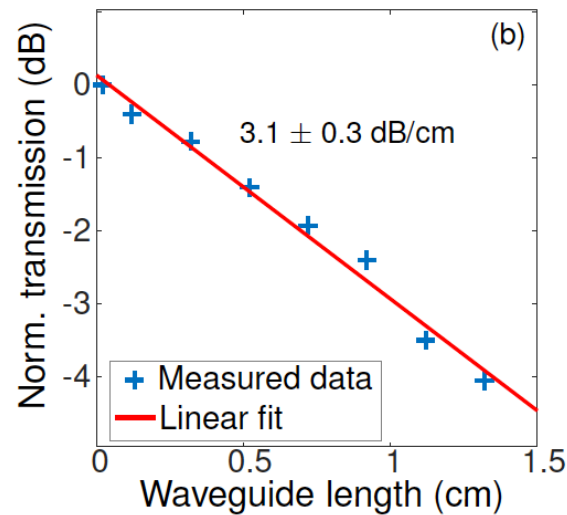 (b)
Norm. transmission (dB)
0
-1
-2
-3
-4
3.1 ± 0.3 dB/cm
Measured data
Linear fit
0 0.5 1 1.5
Waveguide length (cm)